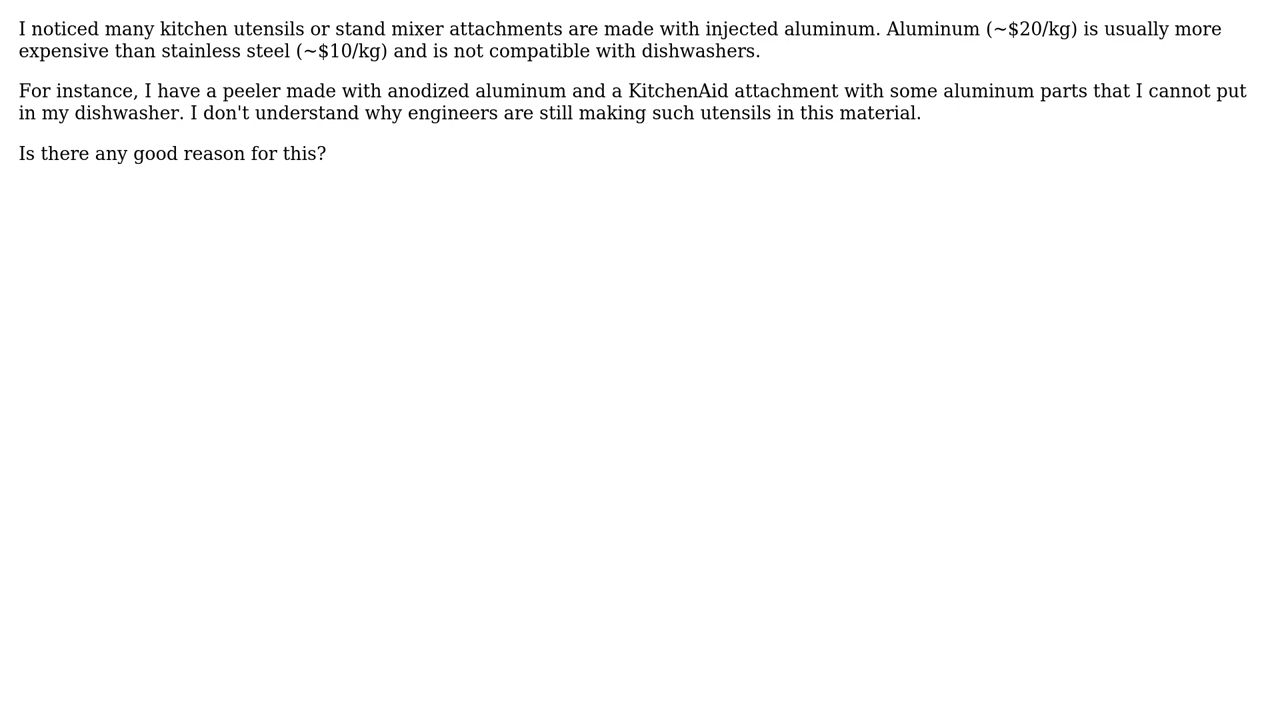 I noticed many kitchen utensils or stand mixer attachments are made with injected aluminum. Aluminum (~$20/kg) is usually more
expensive than stainless steel (~$10/kg) and is not compatible with dishwashers.
For instance, I have a peeler made with anodized aluminum and a KitchenAid attachment with some aluminum parts that I cannot put
in my dishwasher. I don't understand why engineers are still making such utensils in this material.
Is there any good reason for this?